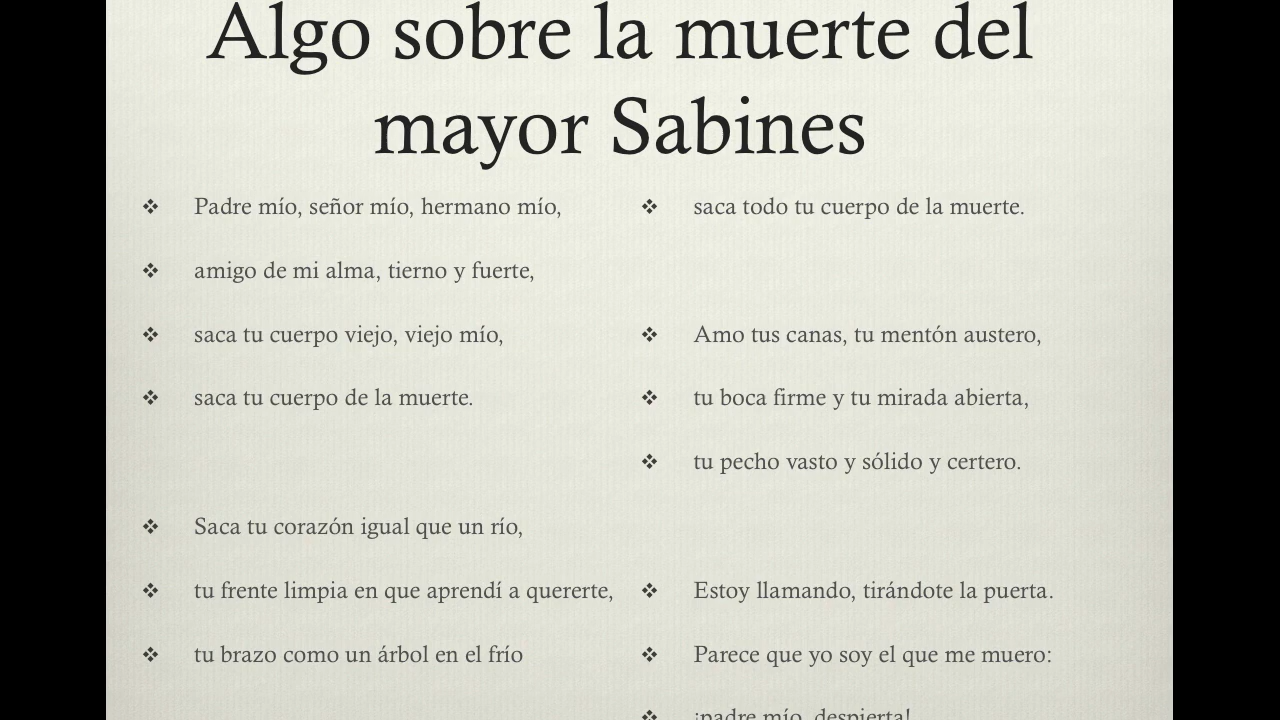 Algo sobre la muerte del
mayor Sabines
Padre mío, señor mío, hermano mío,
amigo de mi alma, tierno y fuerte,
saca tu cuerpo viejo, viejo mío,
saca tu cuerpo de la muerte.
Saca tu corazón igual que un río,
tu frente limpia en que aprendí a quererte,
tu brazo como un árbol en el frío
saca todo tu cuerpo de la muerte.
Amo tus canas, tu mentón austero,
tu boca firme y tu mirada abierta,
tu pecho vasto y sólido y certero.
Estoy llamando, tirándote la puerta.
Parece que yo soy el que me muero:
¡padre mío, despierta!